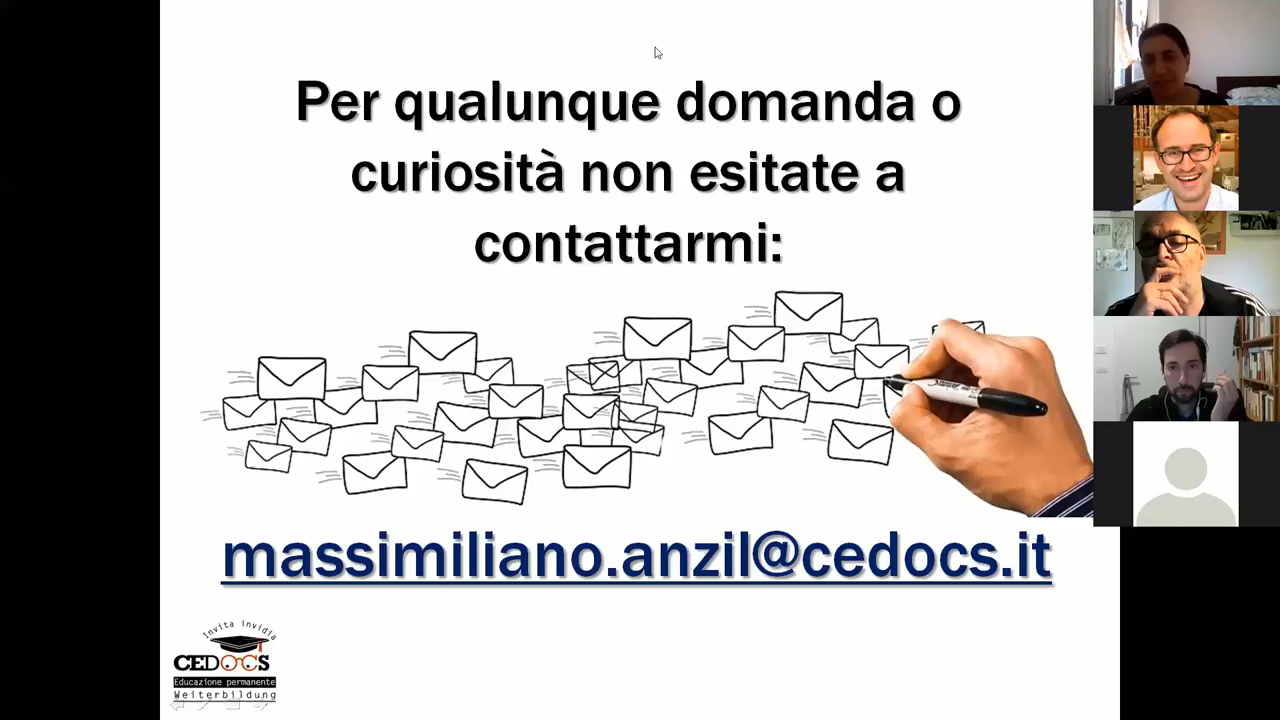 Per qualunque domanda o
curiosità non esitate a
contattarmi:
massimiliano.anzil@cedocs.it
Invita invidia
CEDOCS
Educazione permanente
Weiterbildung